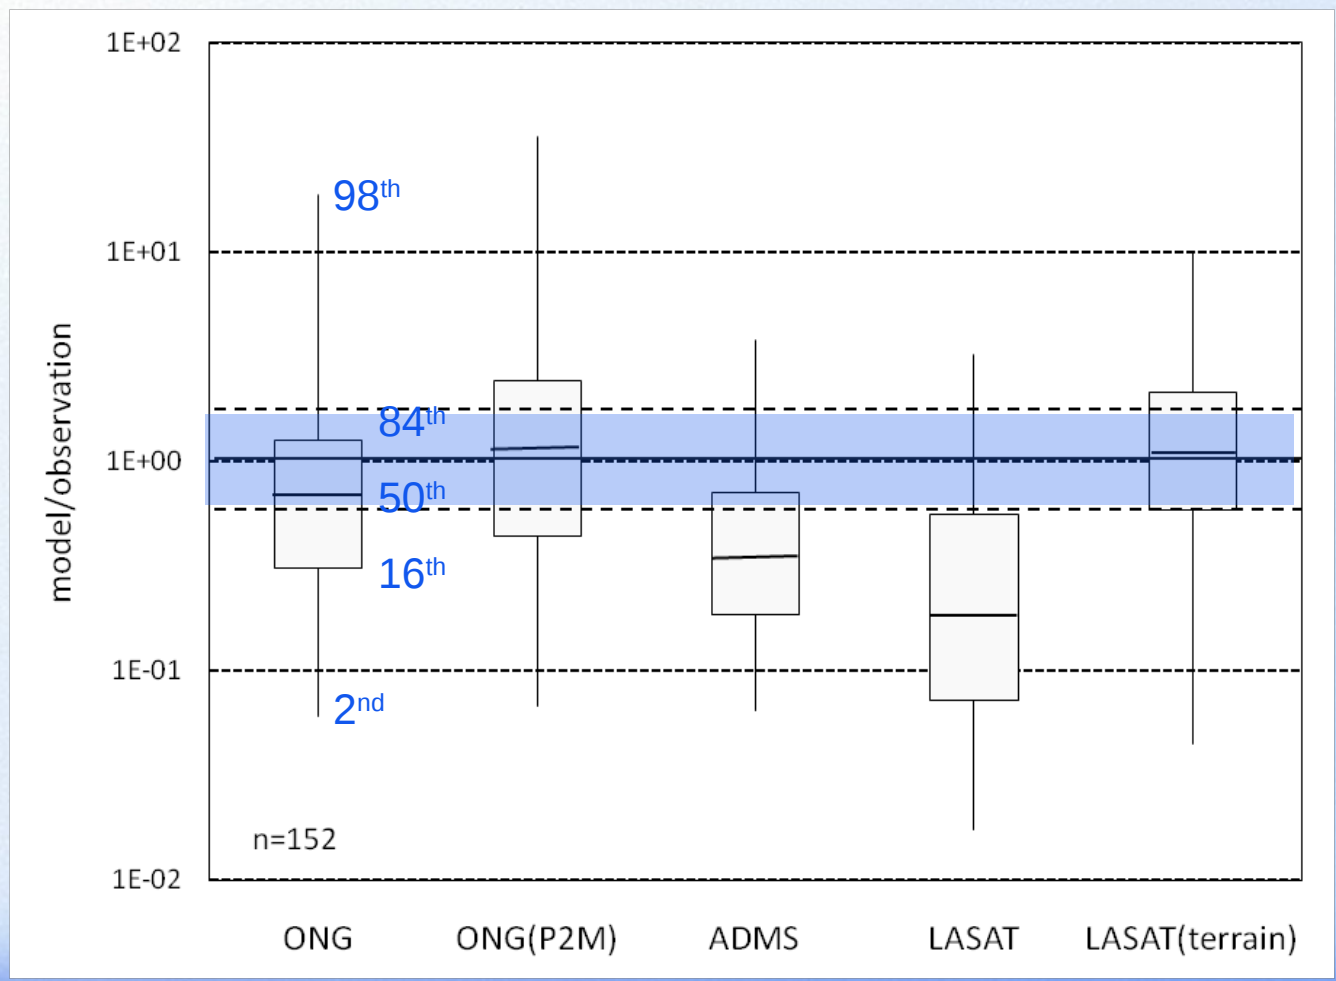 1E+02
98th
1E+01
84th
1E+00
50th
16th
1E-01
2nd
n=152
1E-02
model/observation
ONG ONG(P2M) ADMS LASAT LASAT(terrain)